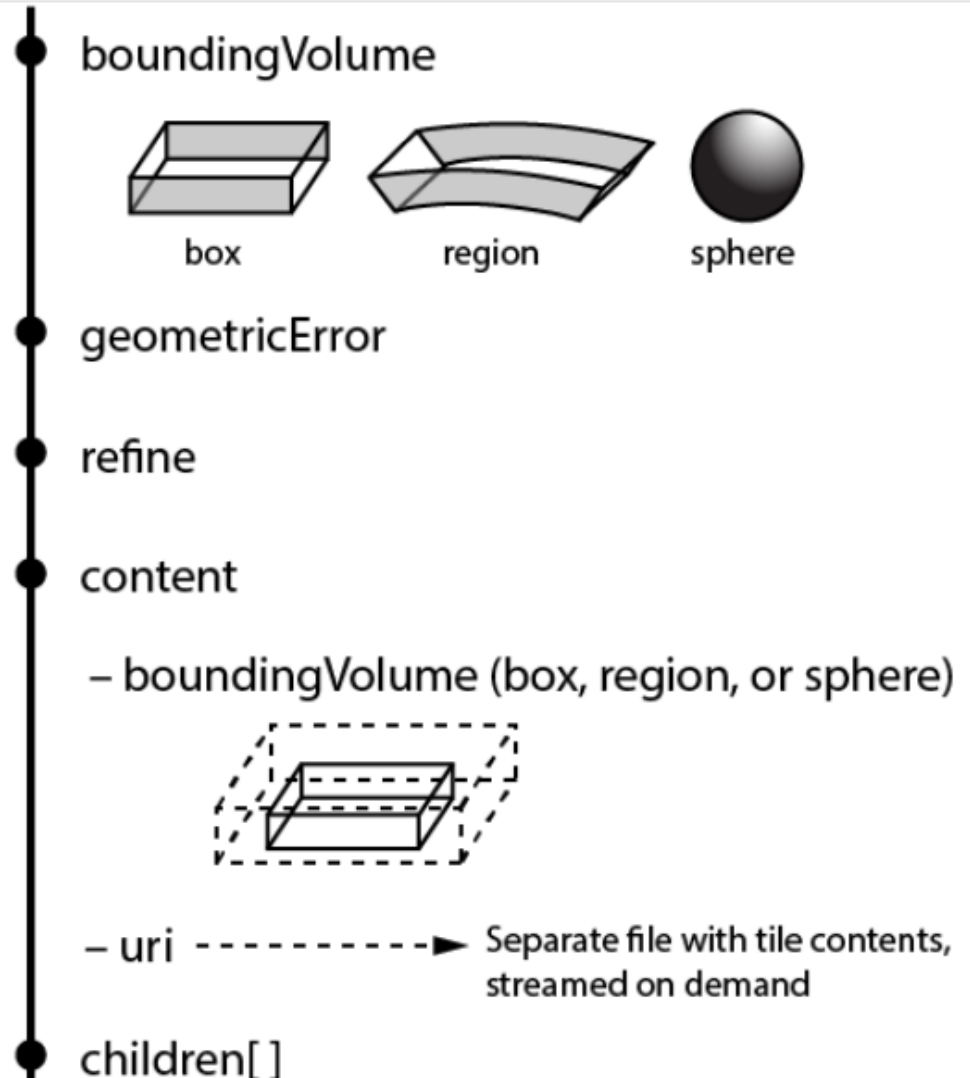 boundingVolume
box region sphere
geometricError
refine
content
– boundingVolume (box, region, or sphere)
– uri Separate file with tile contents,
streamed on demand
children[ ]